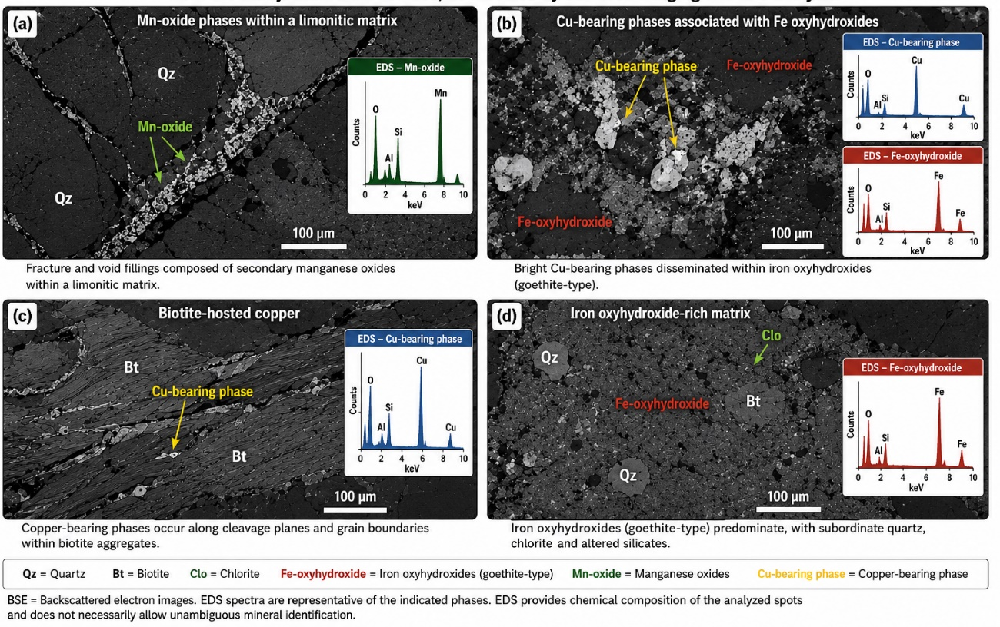 (a)
Mn-oxide phases within a limonitic matrix
Qz
Mn-oxide
Qz
100 µm
EDS – Mn-oxide
Counts
O
Al
Si
Mn
0 2 4 6 8 10
keV
Fracture and void fillings composed of secondary manganese oxides
within a limonitic matrix.
(b)
Cu-bearing phases associated with Fe oxyhydroxides
Cu-bearing phase
Fe-oxyhydroxide
Fe-oxyhydroxide
100 µm
EDS – Cu-bearing phase
Counts
O
Al
Si
Cu
Cu
0 2 4 6 8 10
keV
EDS – Fe-oxyhydroxide
Counts
O
Al
Si
Fe
Fe
0 2 4 6 8 10
keV
Bright Cu-bearing phases disseminated within iron oxyhydroxides
(goethite-type).
(c)
Biotite-hosted copper
Bt
Cu-bearing phase
Bt
100 µm
EDS – Cu-bearing phase
Counts
O
Al
Si
Cu
Cu
0 2 4 6 8 10
keV
Copper-bearing phases occur along cleavage planes and grain boundaries
within biotite aggregates.
(d)
Iron oxyhydroxide-rich matrix
Qz
Clo
Fe-oxyhydroxide
Bt
Qz
100 µm
EDS – Fe-oxyhydroxide
Counts
O
Al
Si
Fe
Fe
0 2 4 6 8 10
keV
Iron oxyhydroxides (goethite-type) predominate, with subordinate quartz,
chlorite and altered silicates.
Qz = Quartz Bt = Biotite Clo = Chlorite Fe-oxyhydroxide = Iron oxyhydroxides (goethite-type) Mn-oxide = Manganese oxides Cu-bearing phase = Copper-bearing phase
BSE = Backscattered electron images. EDS spectra are representative of the indicated phases. EDS provides chemical composition of the analyzed spots
and does not necessarily allow unambiguous mineral identification.